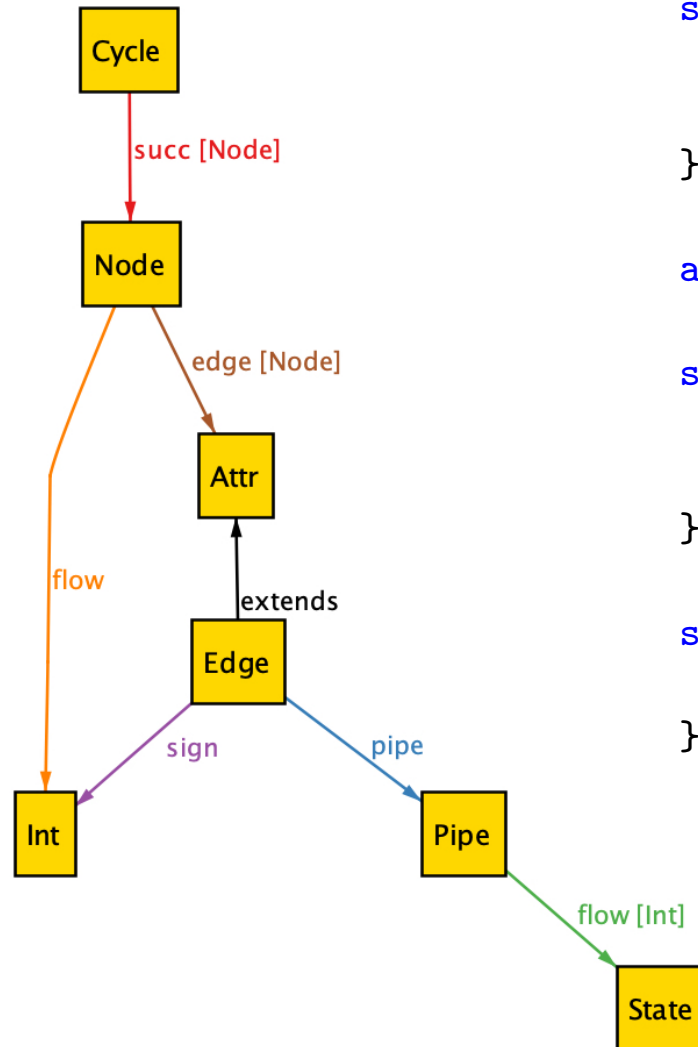 s
Cycle
succ [Node]
}
Node
a
edge [Node]
s
Attr
}
flow
extends
s
Edge
sign
pipe
}
Int
Pipe
flow [Int]
State